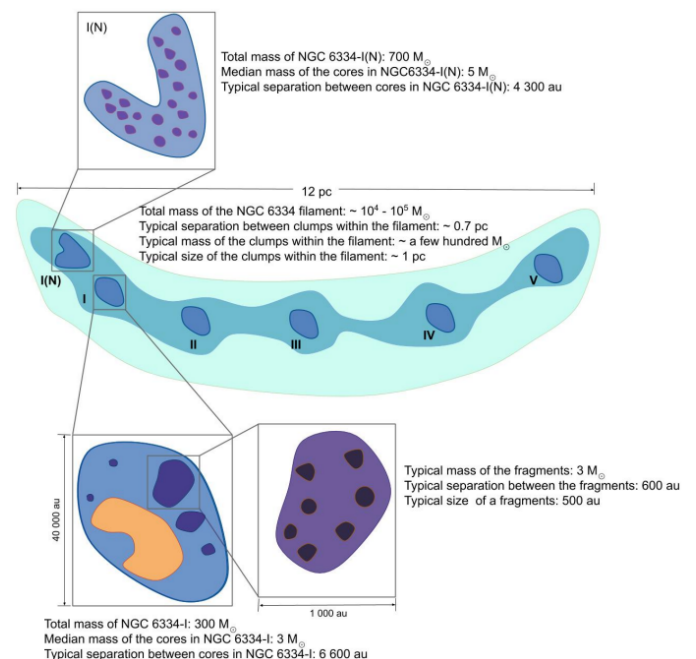 I(N)
Total mass of NGC 6334-I(N): 700 M☉
Median mass of the cores in NGC6334-I(N): 5 M☉
Typical separation between cores in NGC 6334-I(N): 4 300 au
12 pc
Total mass of the NGC 6334 filament: ~ 10⁴ - 10⁵ M☉
Typical separation between clumps within the filament: ~ 0.7 pc
Typical mass of the clumps within the filament: ~ a few hundred M☉
Typical size of the clumps within the filament: ~ 1 pc
I(N)
I
II
III
IV
V
40 000 au
Typical mass of the fragments: 3 M☉
Typical separation between the fragments: 600 au
Typical size of a fragments: 500 au
1 000 au
Total mass of NGC 6334-I: 300 M☉
Median mass of the cores in NGC 6334-I: 3 M☉
Typical separation between cores in NGC 6334-I: 6 600 au